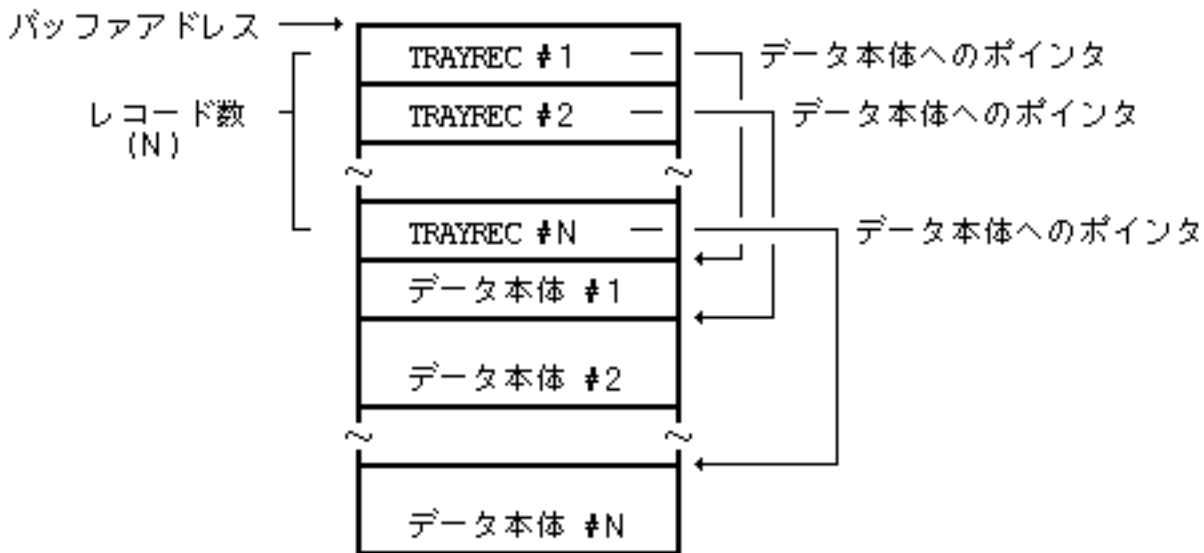 バッファアドレス
TRAYREC #1
データ本体へのポインタ
TRAYREC #2
データ本体へのポインタ
レコード数
(N)
~ ~
TRAYREC #N
データ本体へのポインタ
データ本体 #1
データ本体 #2
~ ~
データ本体 #N